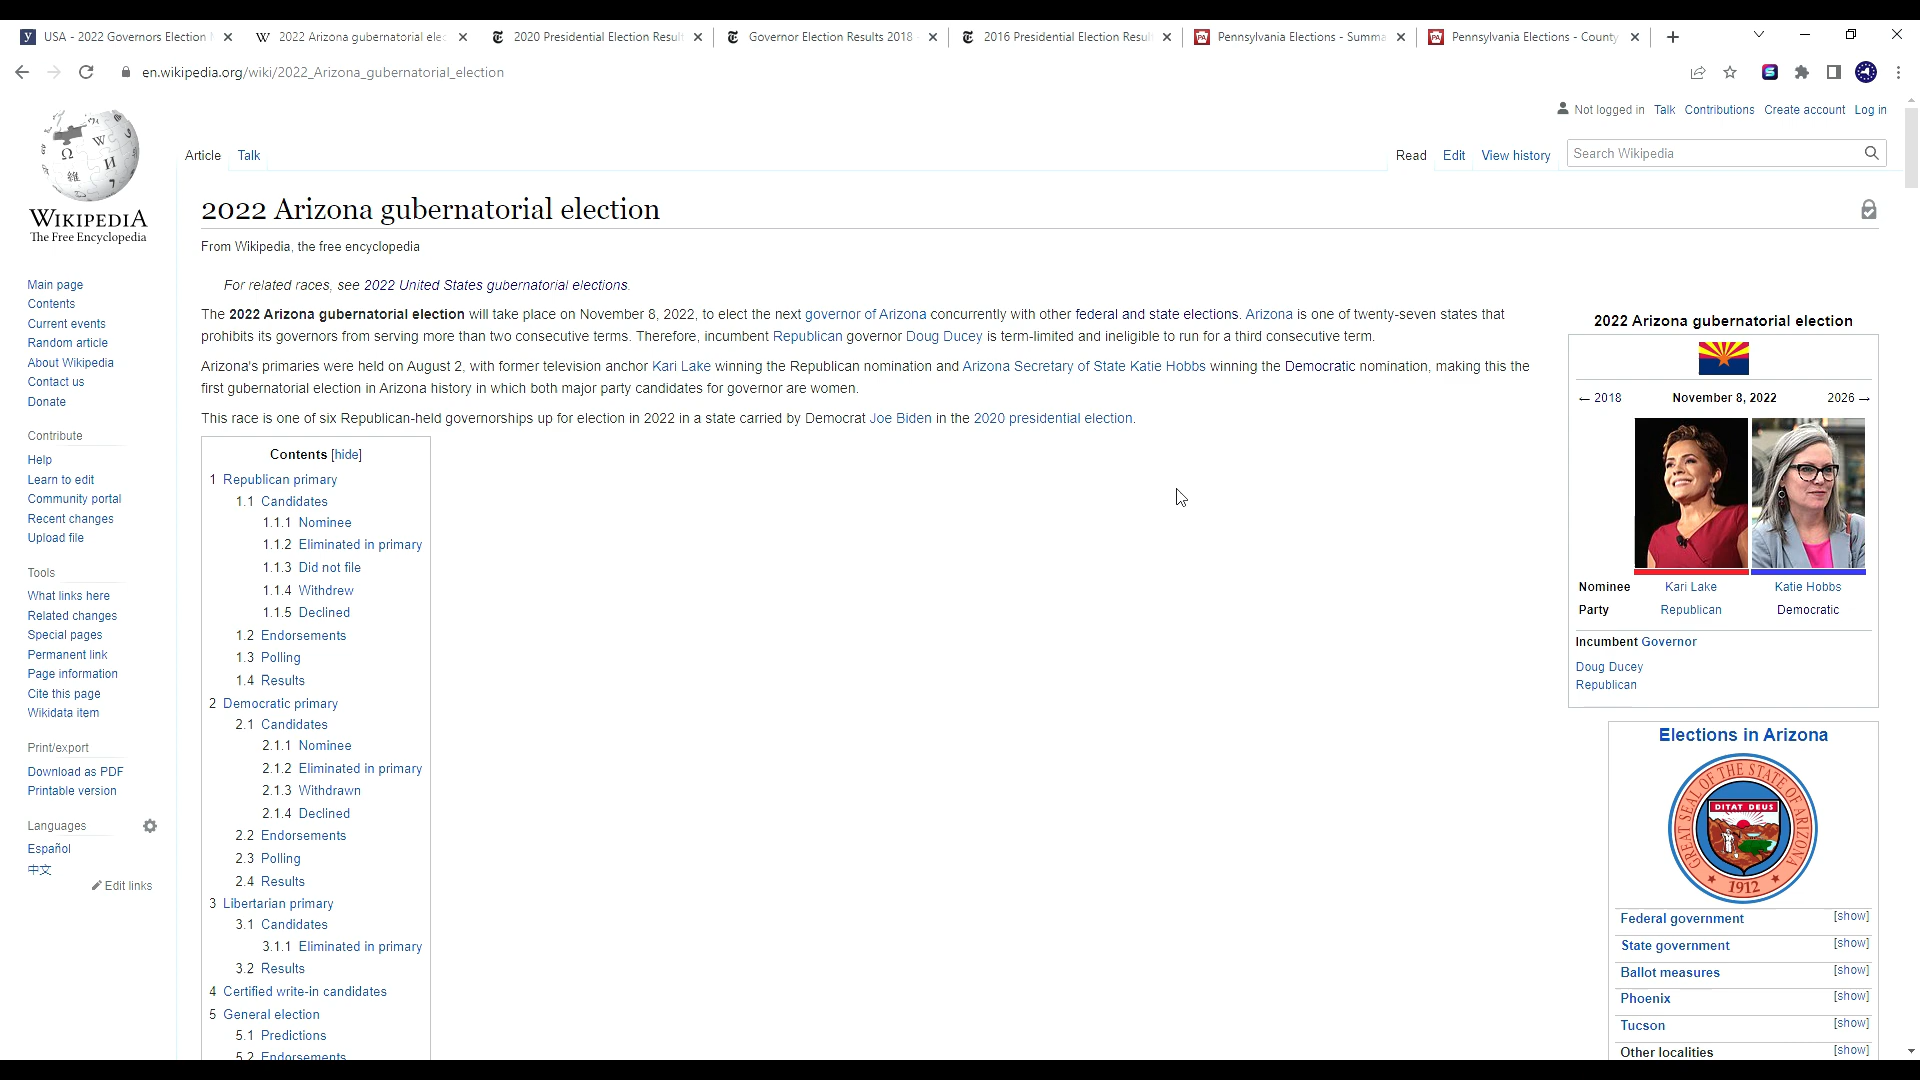 USA - 2022 Governors Election
2022 Arizona gubernatorial elec
2020 Presidential Election Result
Governor Election Results 2018 -
2016 Presidential Election Result
Pennsylvania Elections - Summa
Pennsylvania Elections - County
en.wikipedia.org/wiki/2022_Arizona_gubernatorial_election
Not logged in Talk Contributions Create account Log in
WIKIPEDIA
The Free Encyclopedia
Article Talk
Read Edit View history
Search Wikipedia
2022 Arizona gubernatorial election
From Wikipedia, the free encyclopedia
For related races, see 2022 United States gubernatorial elections.
The 2022 Arizona gubernatorial election will take place on November 8, 2022, to elect the next governor of Arizona concurrently with other federal and state elections. Arizona is one of twenty-seven states that
prohibits its governors from serving more than two consecutive terms. Therefore, incumbent Republican governor Doug Ducey is term-limited and ineligible to run for a third consecutive term.
Arizona's primaries were held on August 2, with former television anchor Kari Lake winning the Republican nomination and Arizona Secretary of State Katie Hobbs winning the Democratic nomination, making this the
first gubernatorial election in Arizona history in which both major party candidates for governor are women.
This race is one of six Republican-held governorships up for election in 2022 in a state carried by Democrat Joe Biden in the 2020 presidential election.
Main page
Contents
Current events
Random article
About Wikipedia
Contact us
Donate
Contribute
Help
Learn to edit
Community portal
Recent changes
Upload file
Tools
What links here
Related changes
Special pages
Permanent link
Page information
Cite this page
Wikidata item
Print/export
Download as PDF
Printable version
Languages
Español
中文
Edit links
Contents [hide]
1 Republican primary
1.1 Candidates
1.1.1 Nominee
1.1.2 Eliminated in primary
1.1.3 Did not file
1.1.4 Withdrew
1.1.5 Declined
1.2 Endorsements
1.3 Polling
1.4 Results
2 Democratic primary
2.1 Candidates
2.1.1 Nominee
2.1.2 Eliminated in primary
2.1.3 Withdrawn
2.1.4 Declined
2.2 Endorsements
2.3 Polling
2.4 Results
3 Libertarian primary
3.1 Candidates
3.1.1 Eliminated in primary
3.2 Results
4 Certified write-in candidates
5 General election
5.1 Predictions
5.2 Endorsements
2022 Arizona gubernatorial election
← 2018 November 8, 2022 2026 →
Nominee Kari Lake Katie Hobbs
Party Republican Democratic
Incumbent Governor
Doug Ducey
Republican
Elections in Arizona
GREAT SEAL OF THE STATE OF ARIZONA
DITAT DEUS
1912
Federal government [show]
State government [show]
Ballot measures [show]
Phoenix [show]
Tucson [show]
Other localities [show]